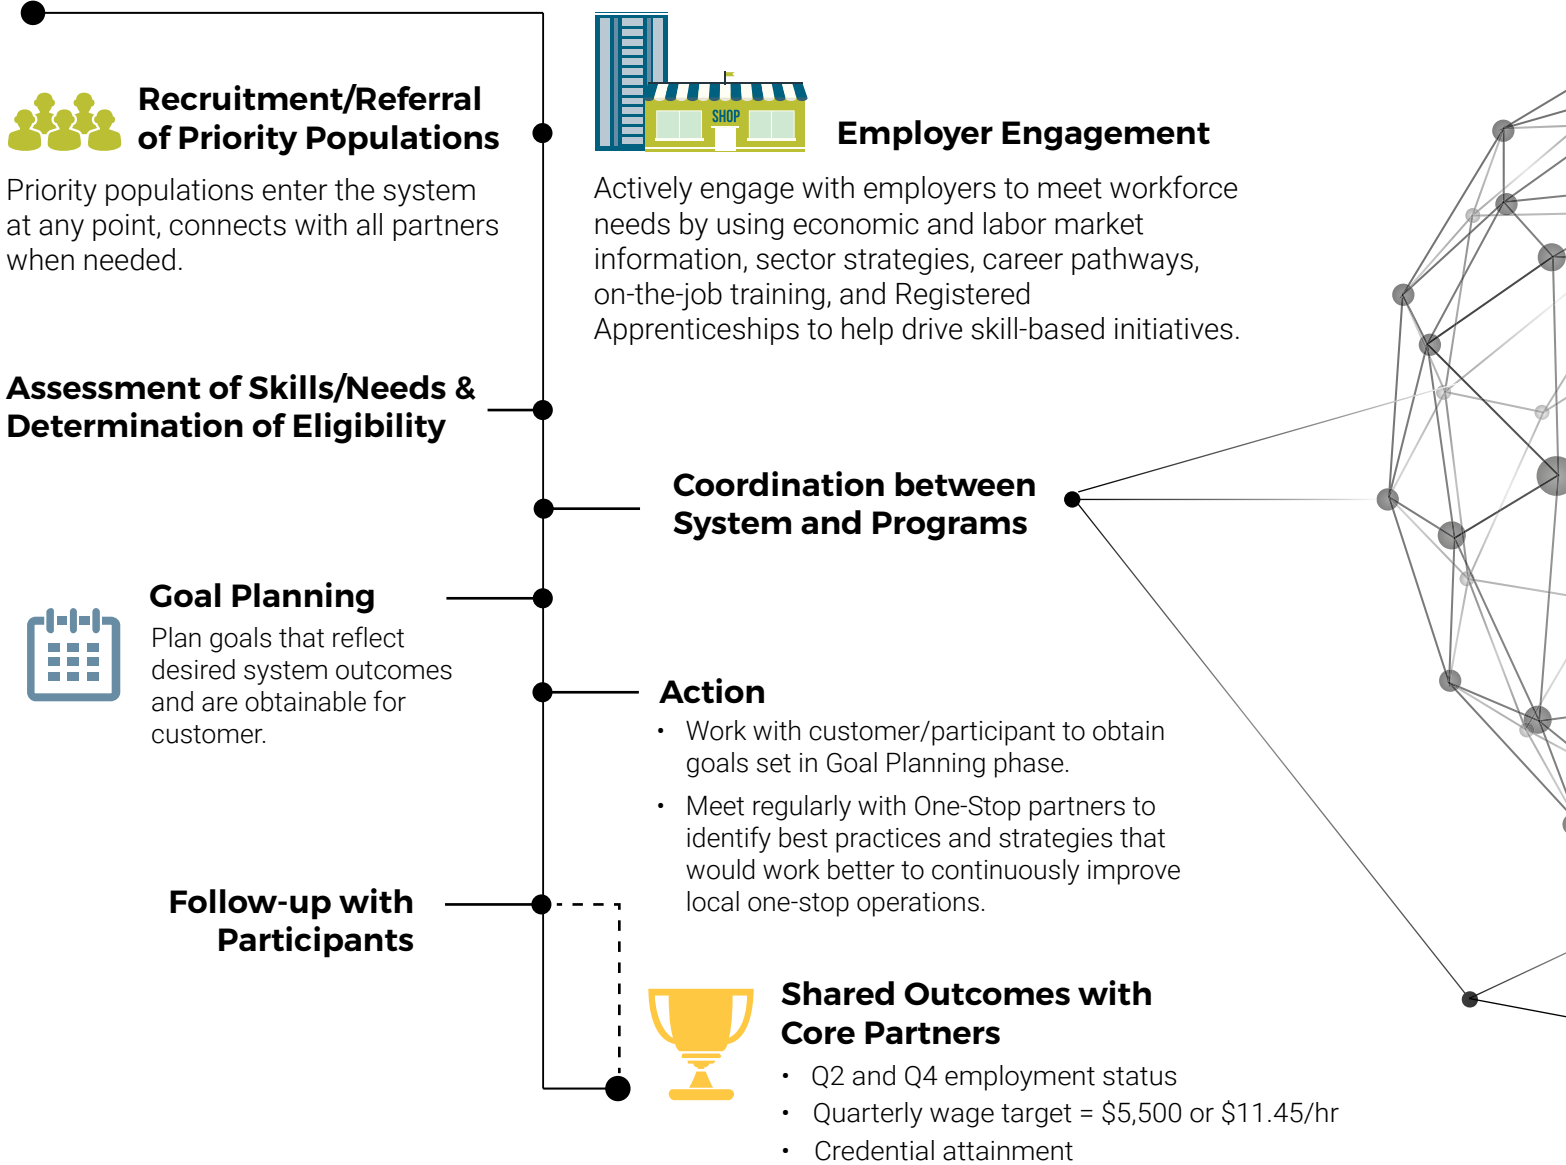 Recruitment/Referral
of Priority Populations
Priority populations enter the system
at any point, connects with all partners
when needed.
SHOP
Employer Engagement
Actively engage with employers to meet workforce
needs by using economic and labor market
information, sector strategies, career pathways,
on-the-job training, and Registered
Apprenticeships to help drive skill-based initiatives.
Assessment of Skills/Needs &
Determination of Eligibility
Coordination between
System and Programs
Goal Planning
Plan goals that reflect
desired system outcomes
and are obtainable for
customer.
Action
• Work with customer/participant to obtain
goals set in Goal Planning phase.
• Meet regularly with One-Stop partners to
identify best practices and strategies that
would work better to continuously improve
local one-stop operations.
Follow-up with
Participants
Shared Outcomes with
Core Partners
• Q2 and Q4 employment status
• Quarterly wage target = $5,500 or $11.45/hr
• Credential attainment